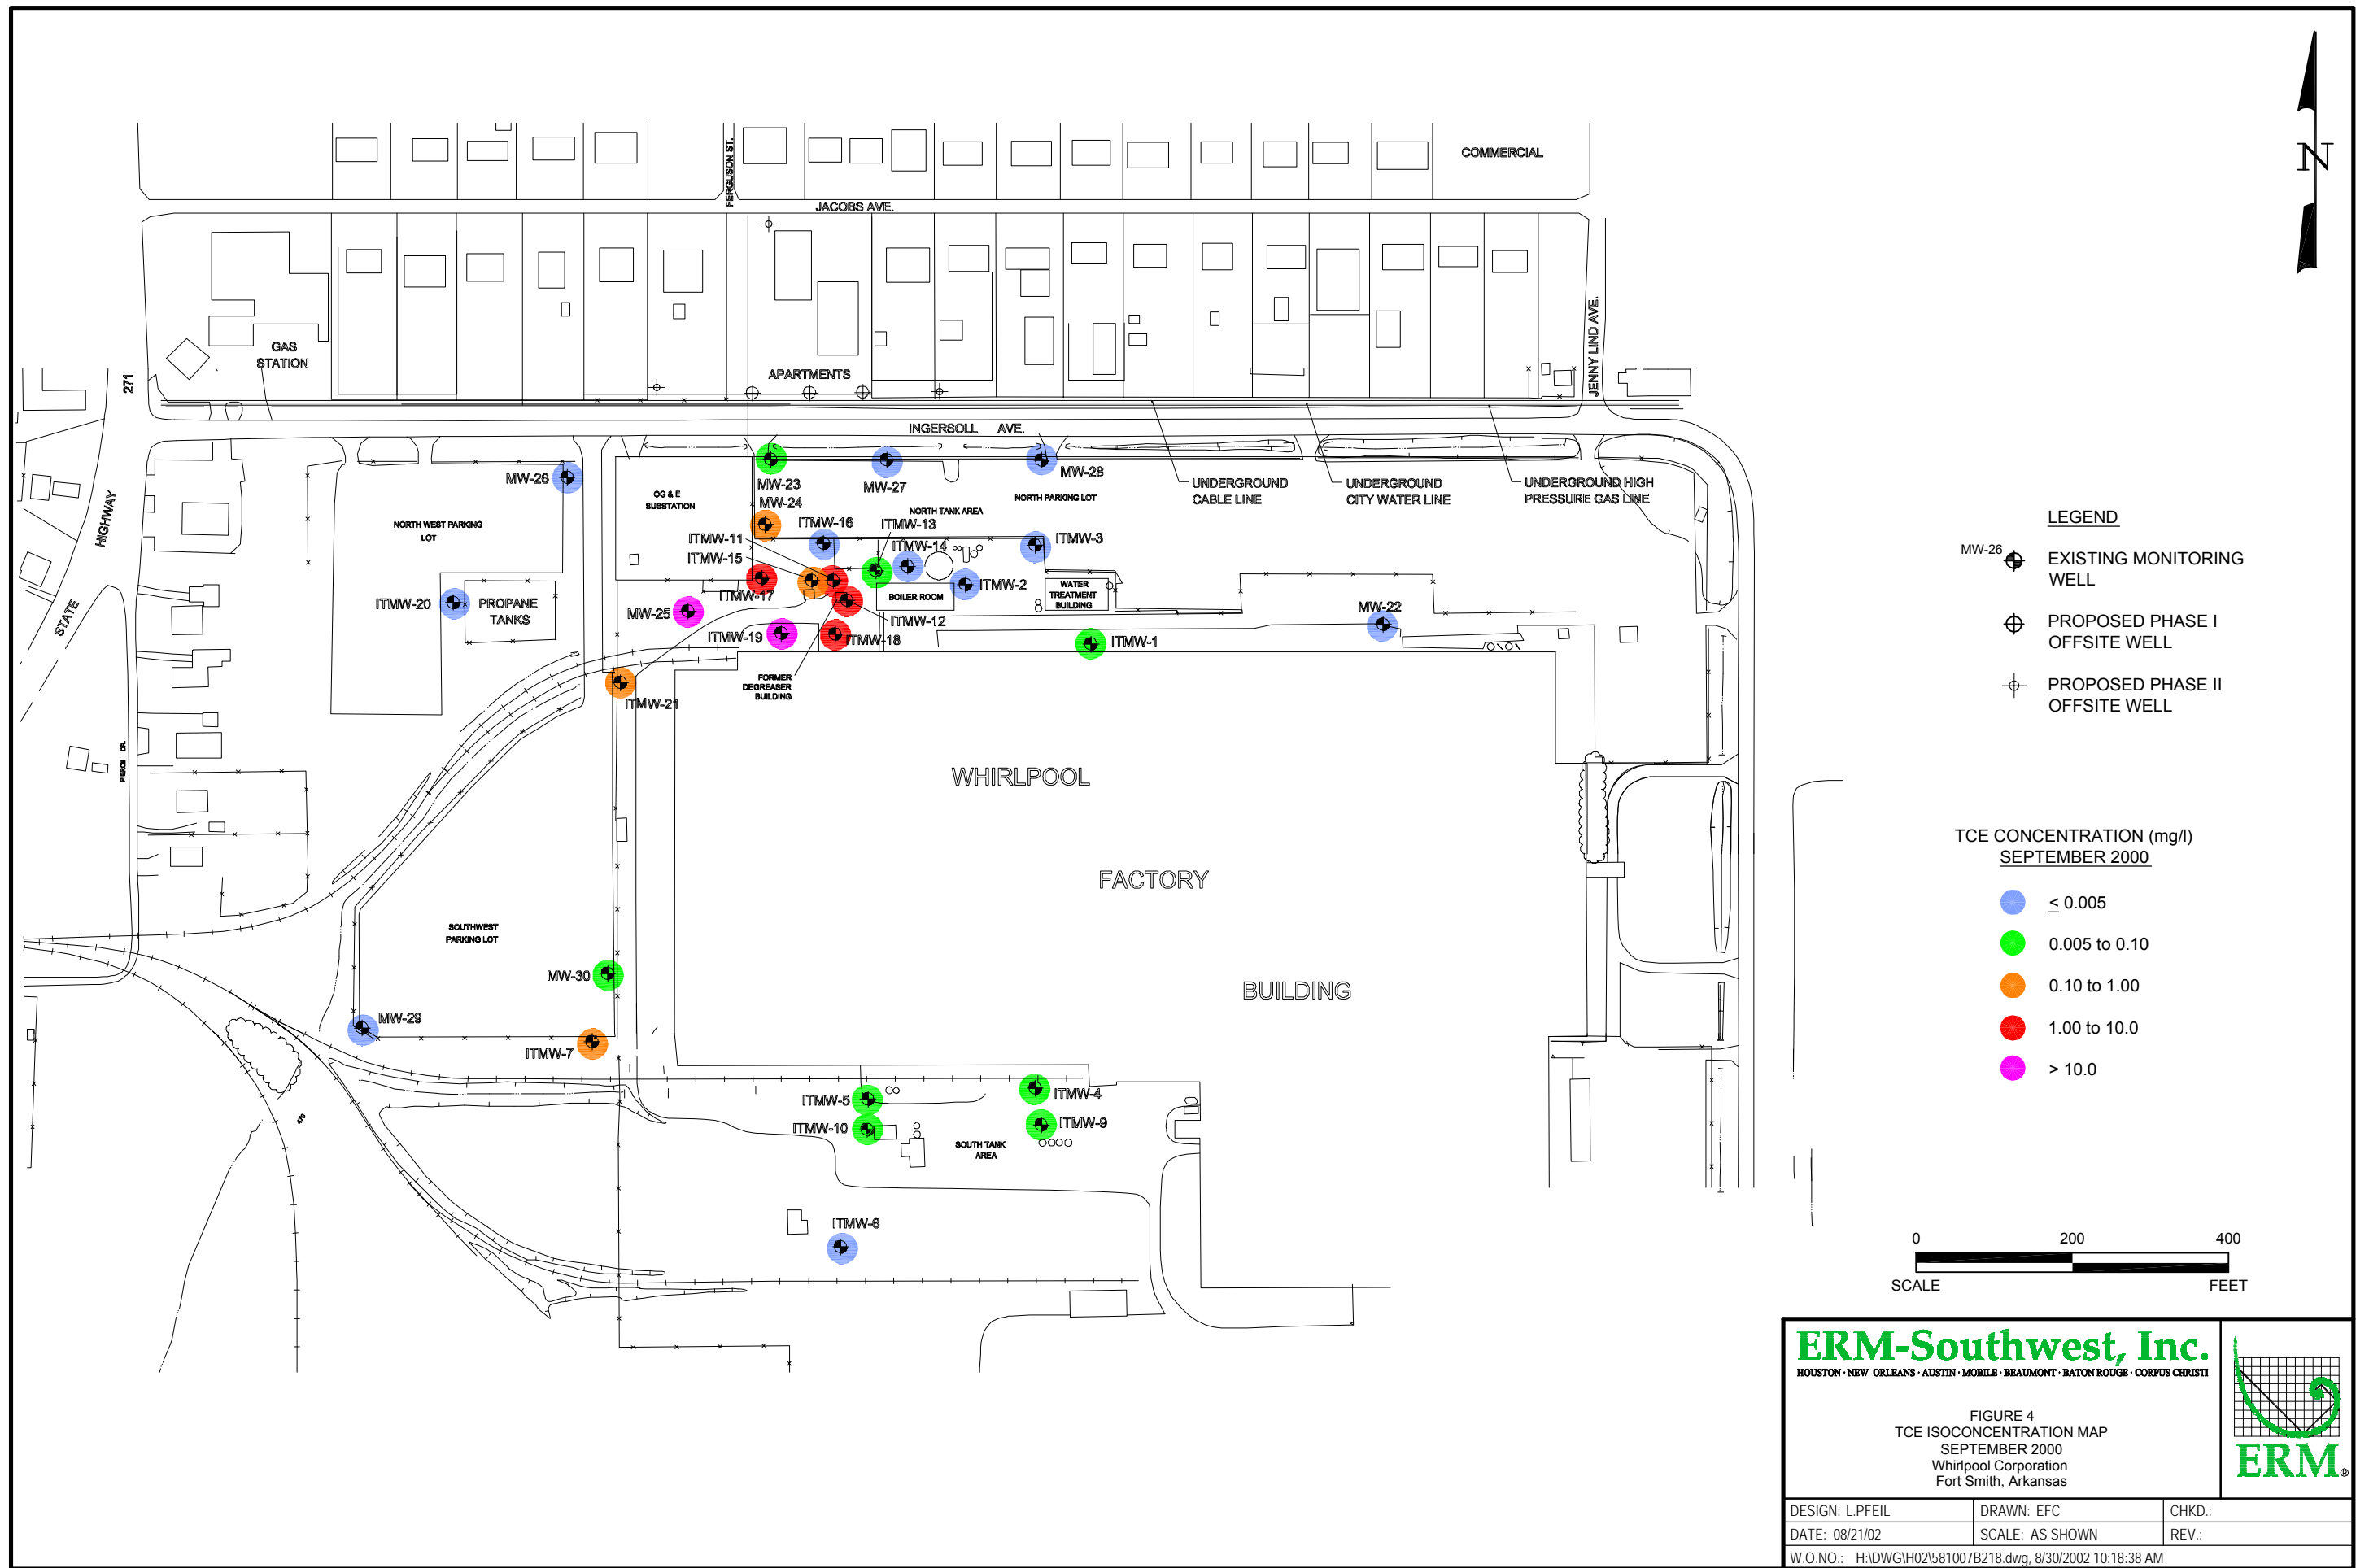 COMMERCIAL
FERGUSON ST.
JACOBS AVE.
GAS
STATION
APARTMENTS
271
JENNY LIND AVE.
INGERSOLL AVE.
STATE HIGHWAY
MW-26
MW-23
MW-24
MW-27
MW-28
OG & E
SUBSTATION
NORTH PARKING LOT
UNDERGROUND
CABLE LINE
UNDERGROUND
CITY WATER LINE
UNDERGROUND HIGH
PRESSURE GAS LINE
NORTH WEST PARKING
LOT
NORTH TANK AREA
ITMW-16
ITMW-13
ITMW-11
ITMW-14
ITMW-3
ITMW-15
ITMW-17
ITMW-2
ITMW-20
PROPANE
TANKS
MW-25
BOILER ROOM
WATER
TREATMENT
BUILDING
MW-22
ITMW-12
ITMW-19
ITMW-18
ITMW-1
FORMER
DEGREASER
BUILDING
ITMW-21
PIERCE DR.
WHIRLPOOL
FACTORY
BUILDING
SOUTHWEST
PARKING LOT
MW-30
MW-29
ITMW-7
ITMW-5
ITMW-4
ITMW-10
ITMW-9
SOUTH TANK
AREA
ITMW-6
N
LEGEND
MW-26
EXISTING MONITORING
WELL
PROPOSED PHASE I
OFFSITE WELL
PROPOSED PHASE II
OFFSITE WELL
TCE CONCENTRATION (mg/l)
SEPTEMBER 2000
≤ 0.005
0.005 to 0.10
0.10 to 1.00
1.00 to 10.0
> 10.0
0 200 400
SCALE FEET
ERM-Southwest, Inc.
HOUSTON · NEW ORLEANS · AUSTIN · MOBILE · BEAUMONT · BATON ROUGE · CORPUS CHRISTI
FIGURE 4
TCE ISOCONCENTRATION MAP
SEPTEMBER 2000
Whirlpool Corporation
Fort Smith, Arkansas
ERM®
DESIGN: L.PFEIL DRAWN: EFC CHKD.:
DATE: 08/21/02 SCALE: AS SHOWN REV.:
W.O.NO.: H:\DWG\H02\581007B218.dwg, 8/30/2002 10:18:38 AM